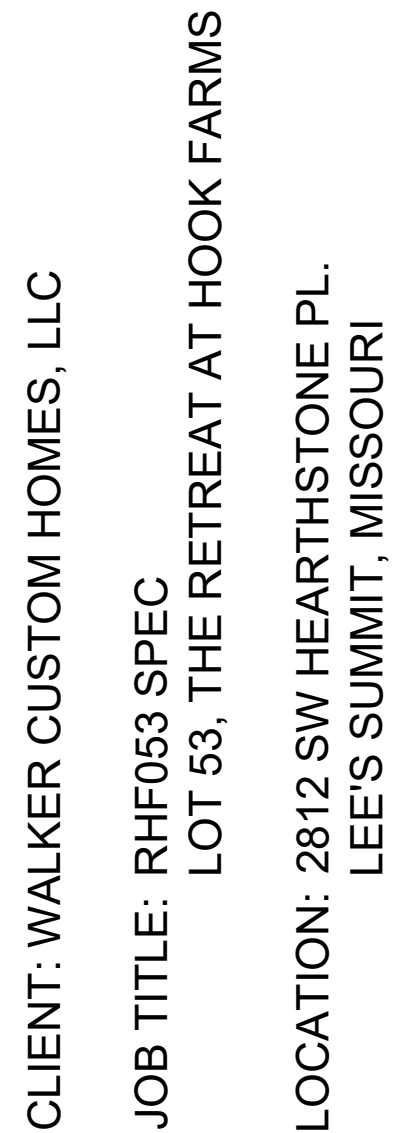 CLIENT: WALKER CUSTOM HOMES, LLC
JOB TITLE: RHF053 SPEC
LOT 53, THE RETREAT AT HOOK FARMS
LOCATION: 2812 SW HEARTHSTONE PL.
LEE'S SUMMIT, MISSOURI